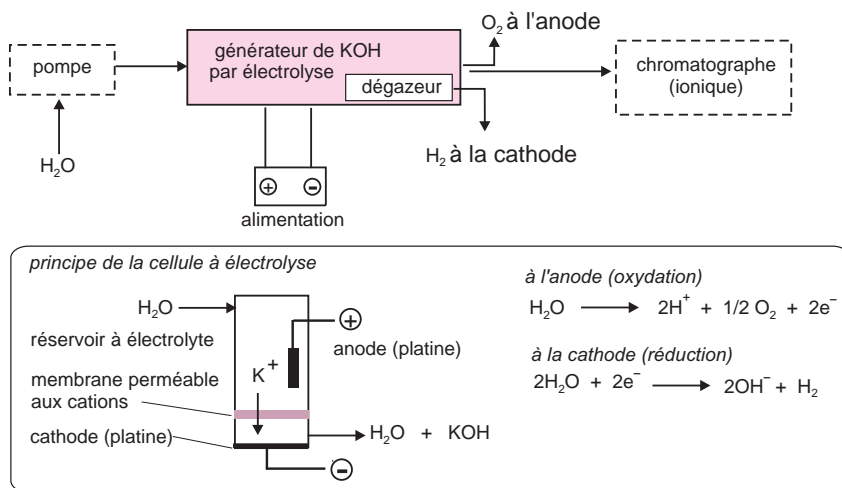 O₂ à l'anode
générateur de KOH
par électrolyse
pompe
dégazeur
chromatographe
(ionique)
H₂O
H₂ à la cathode
+ -
alimentation
principe de la cellule à électrolyse
H₂O
+
réservoir à électrolyte
anode (platine)
K⁺
membrane perméable
aux cations
cathode (platine)
H₂O + KOH
-
à l'anode (oxydation)
H₂O → 2H⁺ + 1/2 O₂ + 2e⁻
à la cathode (réduction)
2H₂O + 2e⁻ → 2OH⁻ + H₂